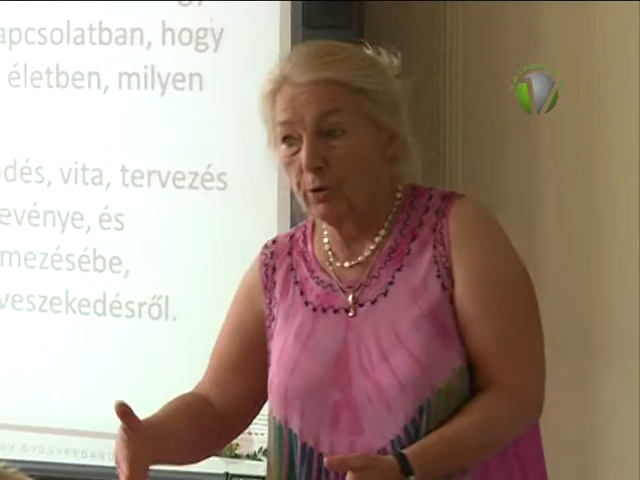 apcsolatban, hogy
életben, milyen
dés, vita, tervezés
evénye, és
mezésébe,
veszekedésről.
V